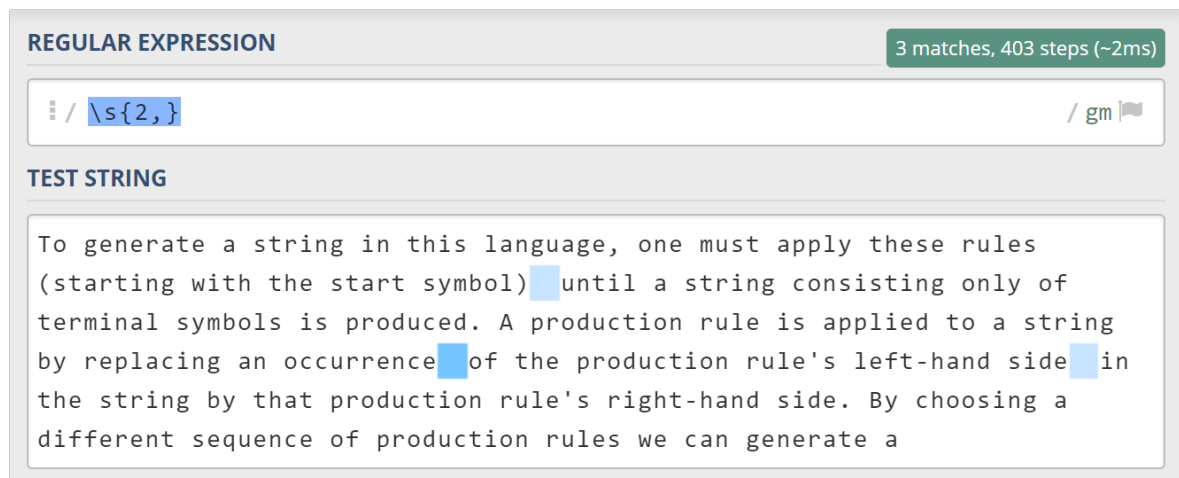 REGULAR EXPRESSION
3 matches, 403 steps (~2ms)
/ \s{2,} / gm
TEST STRING
To generate a string in this language, one must apply these rules
(starting with the start symbol)  until a string consisting only of
terminal symbols is produced. A production rule is applied to a string
by replacing an occurrence  of the production rule's left-hand side  in
the string by that production rule's right-hand side. By choosing a
different sequence of production rules we can generate a